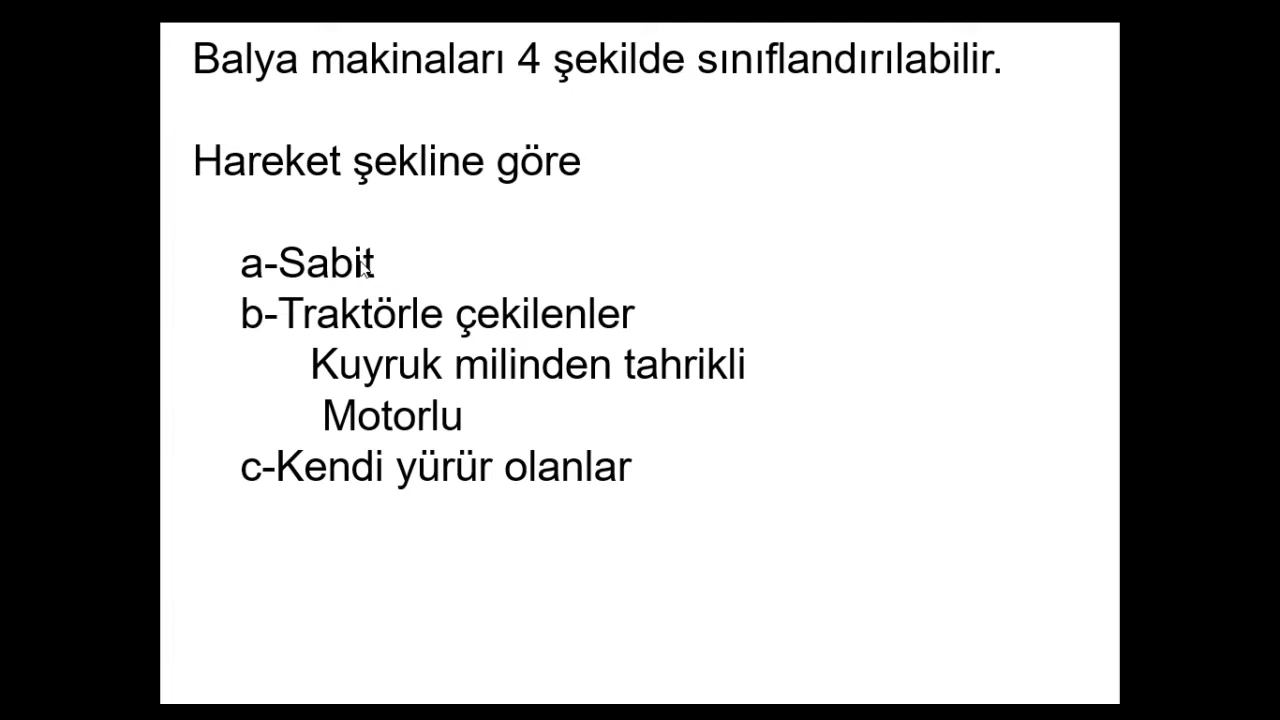 Balya makinaları 4 şekilde sınıflandırılabilir.
Hareket şekline göre
a-Sabit
b-Traktörle çekilenler
Kuyruk milinden tahrikli
Motorlu
c-Kendi yürür olanlar